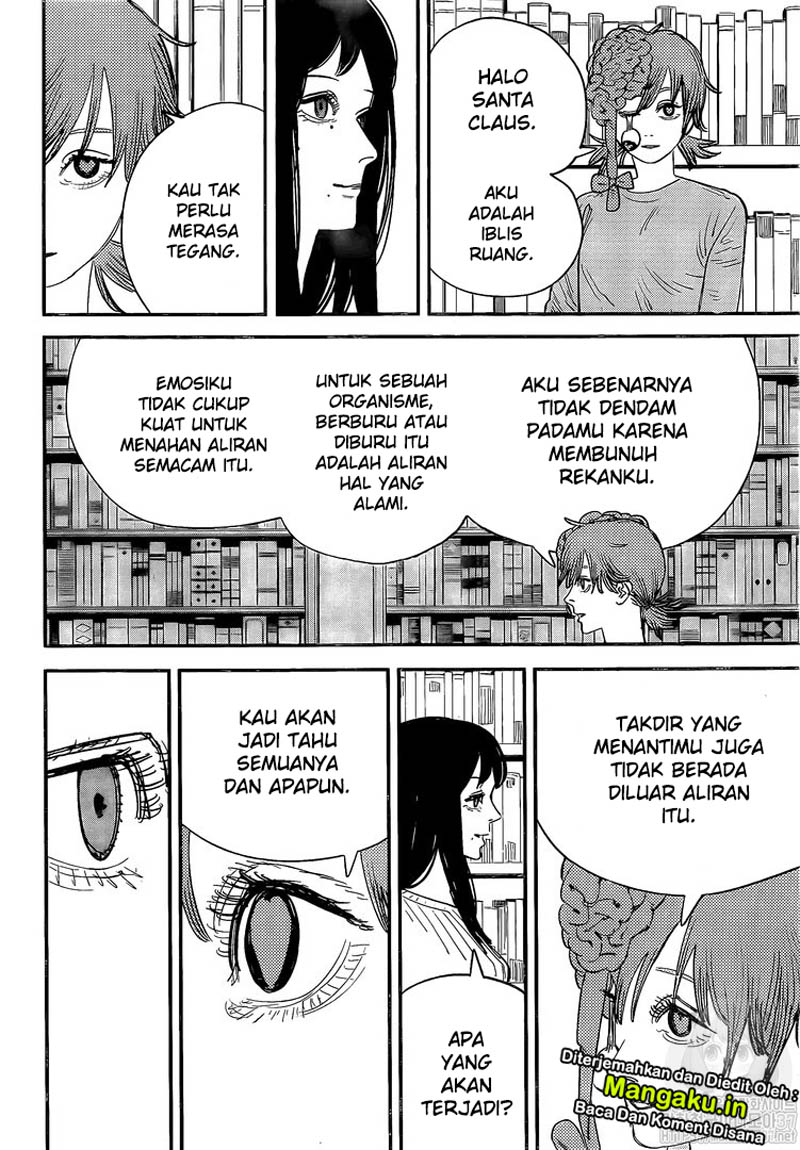 HALO
SANTA
CLAUS.
AKU
ADALAH
IBLIS
RUANG.
KAU TAK
PERLU
MERASA
TEGANG.
AKU SEBENARNYA
TIDAK DENDAM
PADAMU KARENA
MEMBUNUH
REKANKU.
UNTUK SEBUAH
ORGANISME,
BERBURU ATAU
DIBURU ITU
ADALAH ALIRAN
HAL YANG
ALAMI.
EMOSIKU
TIDAK CUKUP
KUAT UNTUK
MENAHAN ALIRAN
SEMACAM ITU.
TAKDIR YANG
MENANTIMU JUGA
TIDAK BERADA
DILUAR ALIRAN
ITU.
APA
YANG
AKAN
TERJADI?
KAU AKAN
JADI TAHU
SEMUANYA
DAN APAPUN.
Diterjemahkan dan Diedit Oleh :
Mangaku.in
Baca Dan Koment Disana